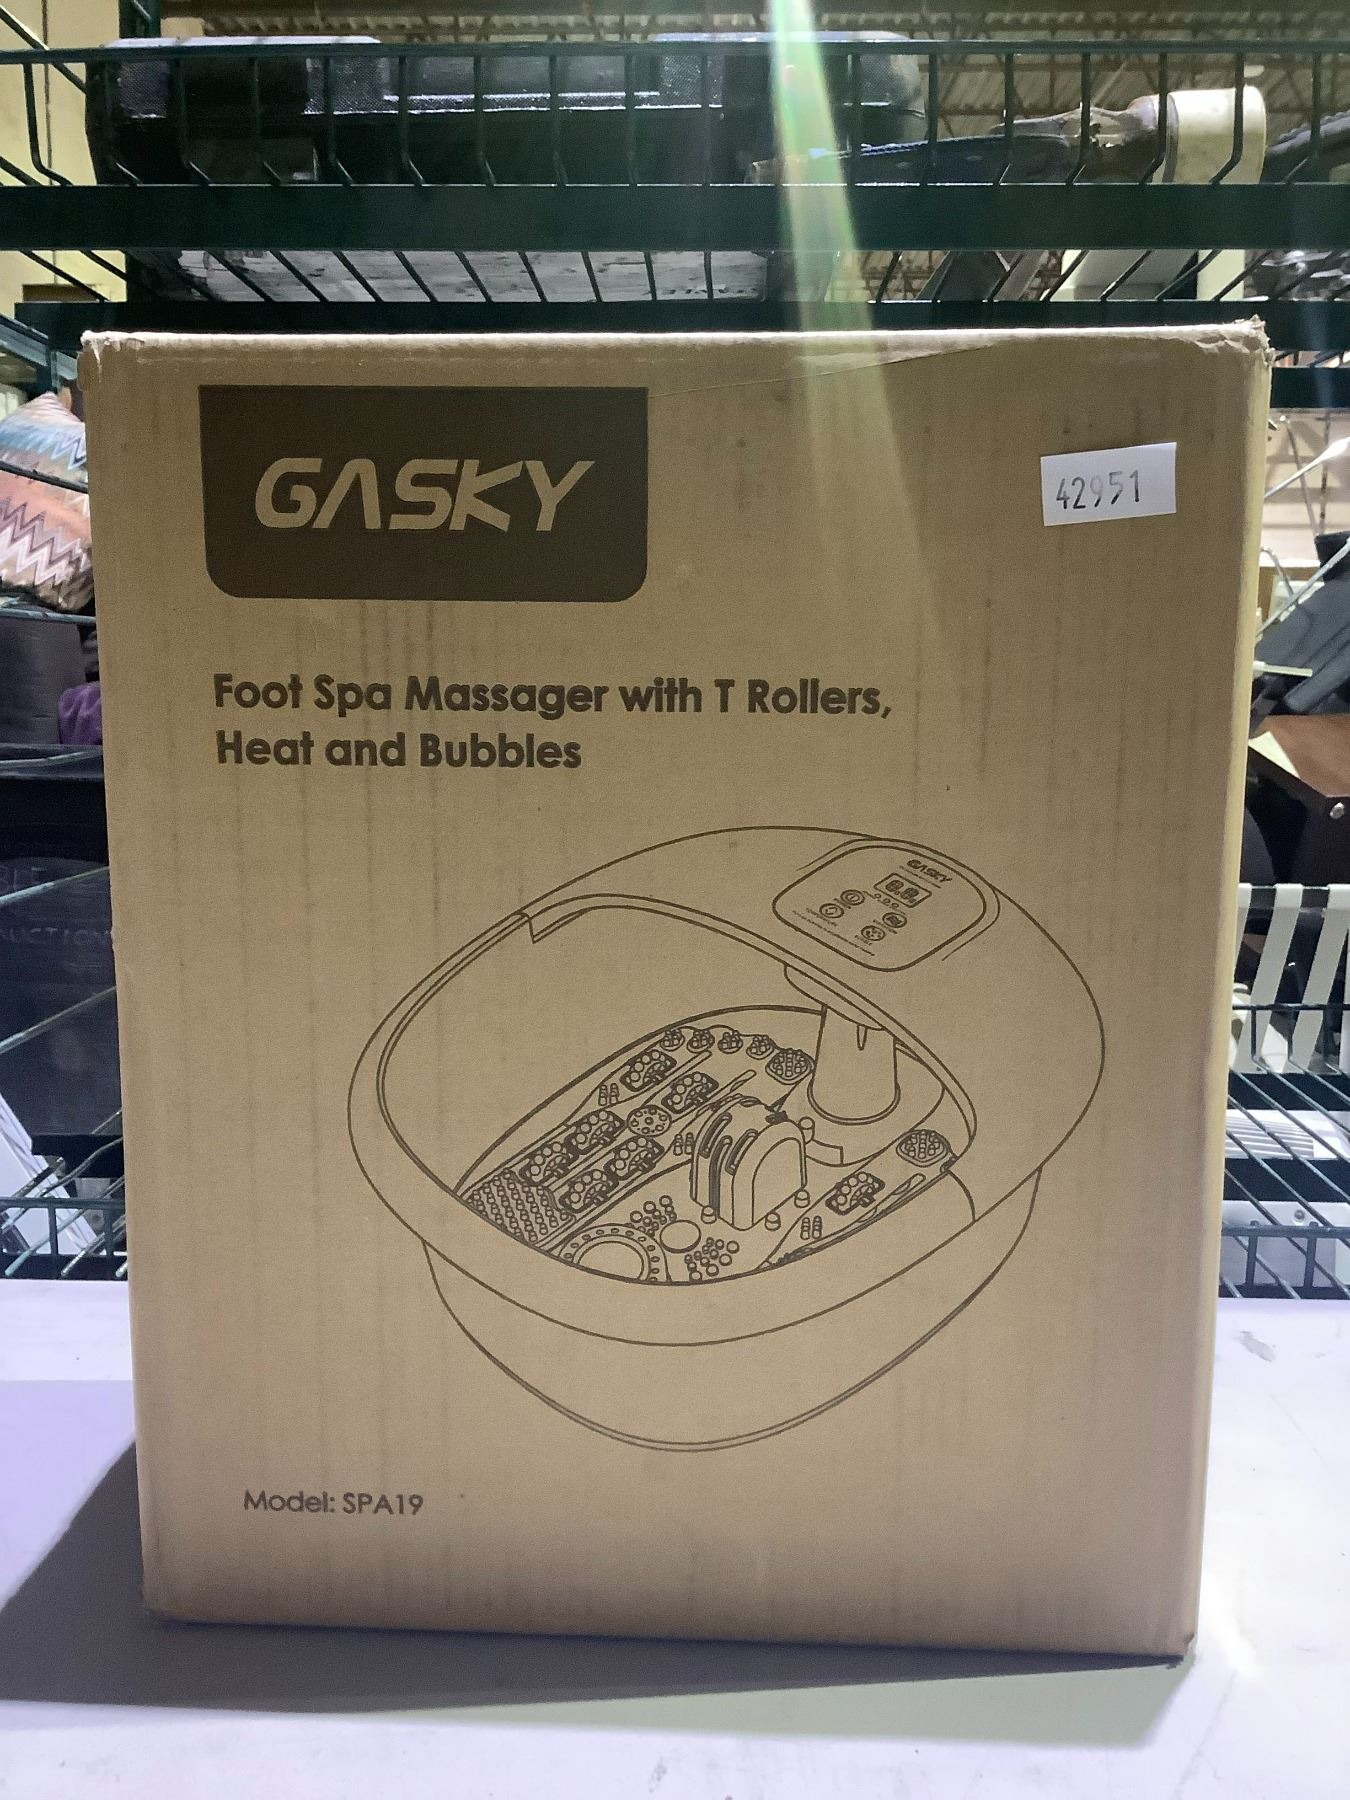 GASKY
42951
Foot Spa Massager with T Rollers,
Heat and Bubbles
GASKY
Model: SPA19